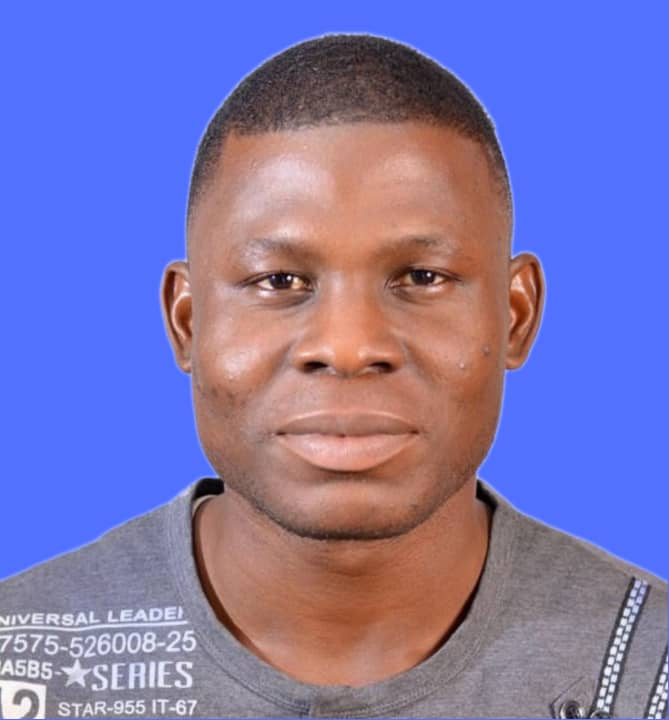 NIVERSAL LEADE
7575-526008-25
A5B5-★SERIES
STAR-955 IT-67